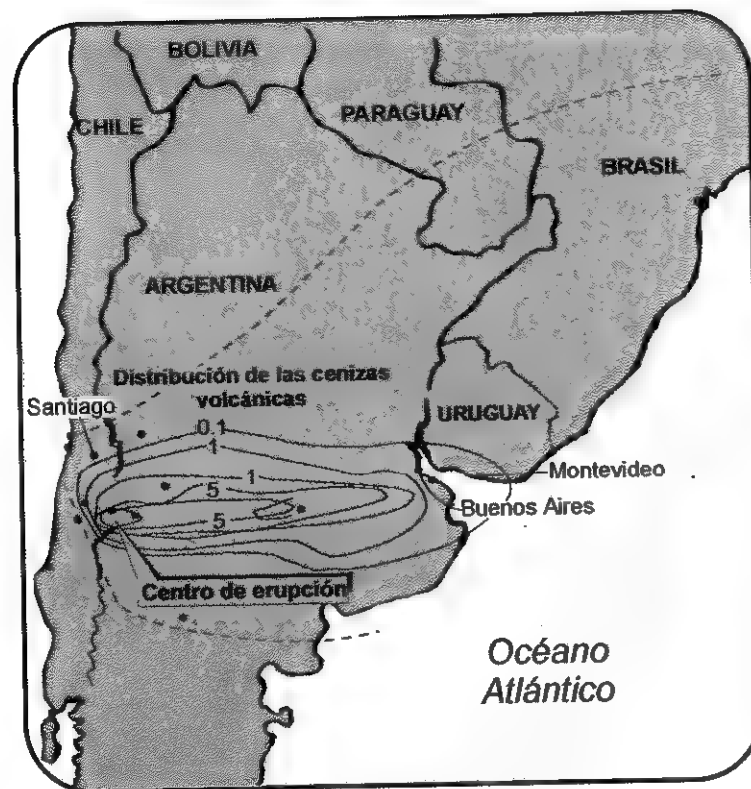 BOLIVIA
CHILE
PARAGUAY
BRASIL
ARGENTINA
Distribución de las cenizas
volcánicas
Santiago
0.1
1
URUGUAY
1
Montevideo
5
Buenos Aires
5
Centro de erupción
Océano
Atlántico